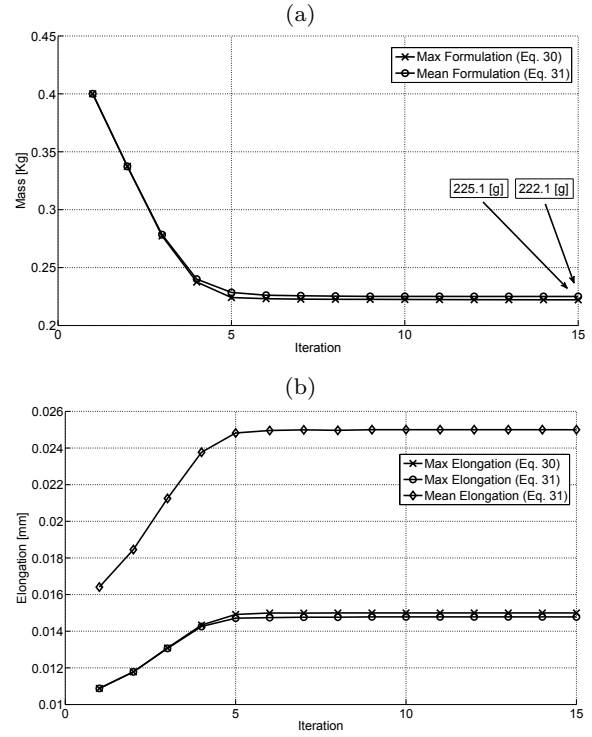 (a)
0.45
0.4
0.35
0.3
0.25
0.2
Mass [Kg]
Max Formulation (Eq. 30)
Mean Formulation (Eq. 31)
225.1 [g]
222.1 [g]
0
5
10
15
Iteration
(b)
0.026
0.024
0.022
0.02
0.018
0.016
0.014
0.012
0.01
Elongation [mm]
Max Elongation (Eq. 30)
Max Elongation (Eq. 31)
Mean Elongation (Eq. 31)
0
5
10
15
Iteration